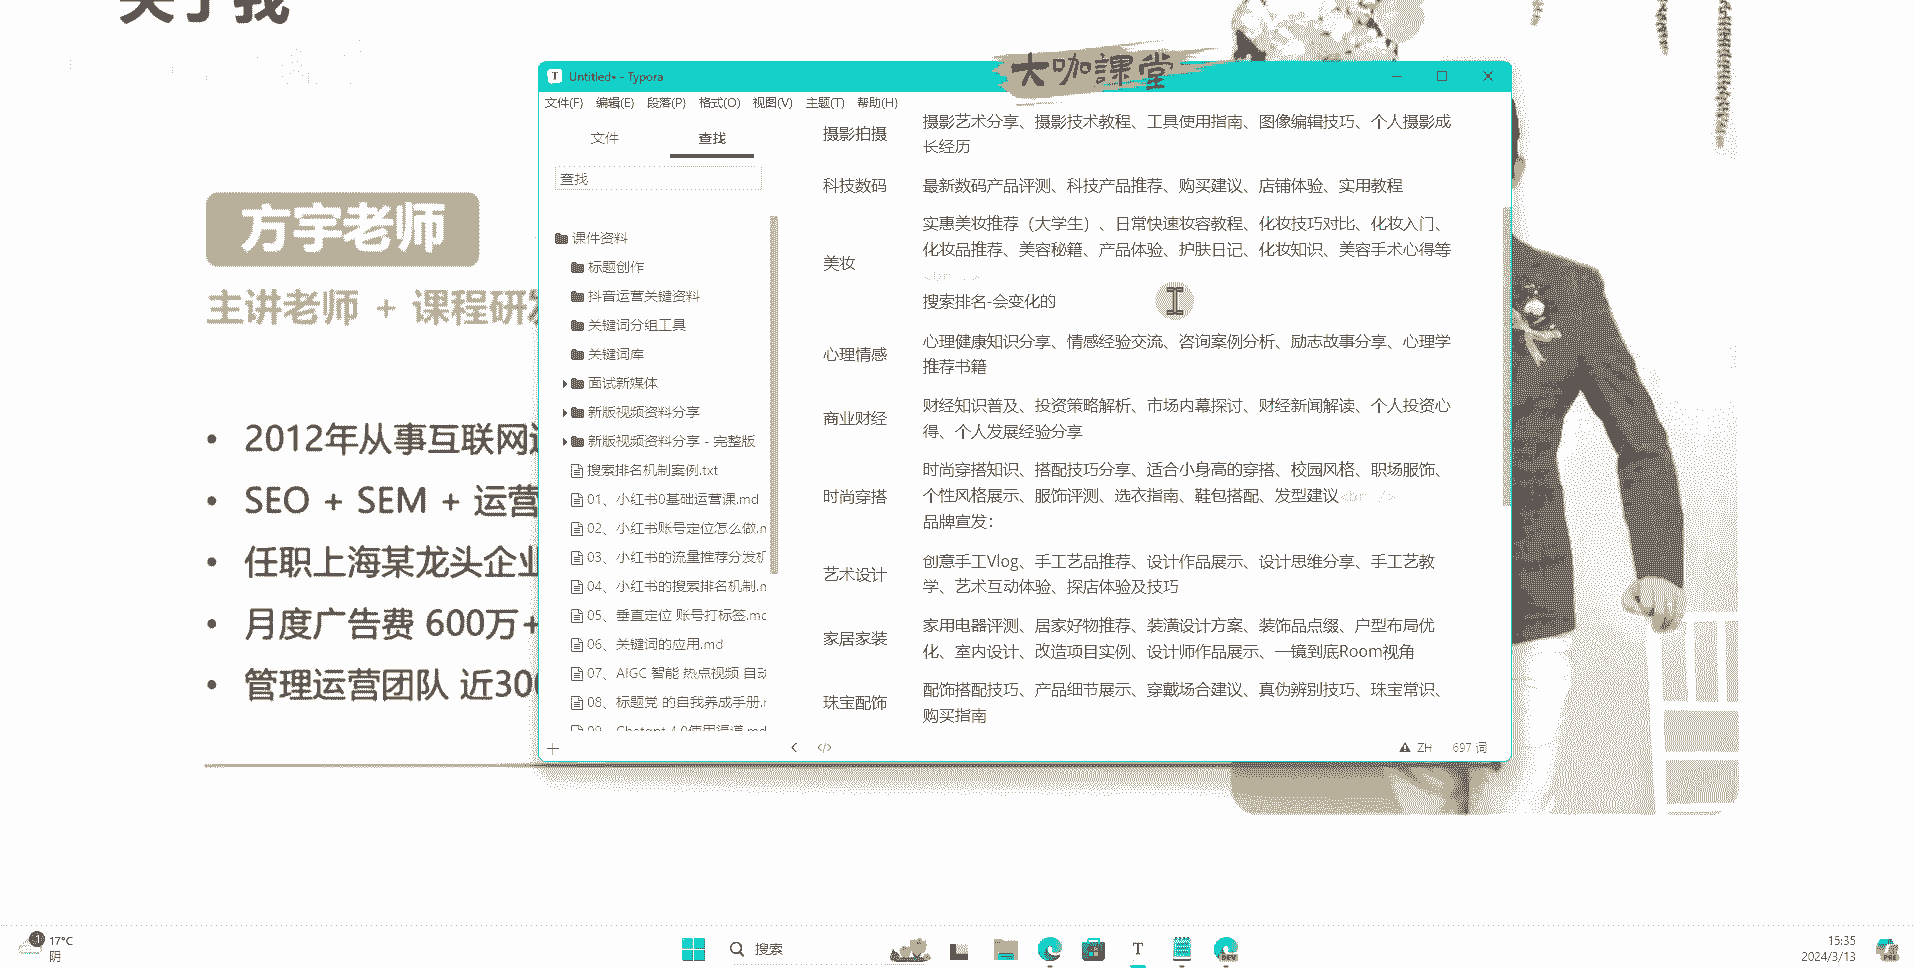 关于我
方宇老师
主讲老师 + 课程研发
2012年从事互联网运
SEO + SEM + 运营
任职上海某龙头企业
月度广告费 600万+
管理运营团队 近300
大咖課堂
Untitled• - Typora
文件(F) 编辑(E) 段落(P) 格式(O) 视图(V) 主题(T) 帮助(H)
文件 查找
查找
课件资料
标题创作
抖音运营关键资料
关键词分组工具
关键词库
面试新媒体
新版视频资料分享
新版视频资料分享 - 完整版
搜索排名机制案例.txt
01、小红书0基础运营课.md
02、小红书账号定位怎么做.m
03、小红书的流量推荐分发机
04、小红书的搜索排名机制.m
05、垂直定位 账号打标签.md
06、关键词的应用.md
07、AIGC 智能 热点视频 自动
08、标题党 的自我养成手册.m
09、Chatgpt 4.0使用渠道.md
摄影拍摄
摄影艺术分享、摄影技术教程、工具使用指南、图像编辑技巧、个人摄影成
长经历
科技数码
最新数码产品评测、科技产品推荐、购买建议、店铺体验、实用教程
美妆
实惠美妆推荐（大学生）、日常快速妆容教程、化妆技巧对比、化妆入门、
化妆品推荐、美容秘籍、产品体验、护肤日记、化妆知识、美容手术心得等
<br />
搜索排名-会变化的
心理情感
心理健康知识分享、情感经验交流、咨询案例分析、励志故事分享、心理学
推荐书籍
商业财经
财经知识普及、投资策略解析、市场内幕探讨、财经新闻解读、个人投资心
得、个人发展经验分享
时尚穿搭
时尚穿搭知识、搭配技巧分享、适合小身高的穿搭、校园风格、职场服饰、
个性风格展示、服饰评测、选衣指南、鞋包搭配、发型建议<br />
品牌宣发：
艺术设计
创意手工Vlog、手工艺品推荐、设计作品展示、设计思维分享、手工艺教
学、艺术互动体验、探店体验及技巧
家居家装
家用电器评测、居家好物推荐、装潢设计方案、装饰品点缀、户型布局优
化、室内设计、改造项目实例、设计师作品展示、一镜到底Room视角
珠宝配饰
配饰搭配技巧、产品细节展示、穿戴场合建议、真伪辨别技巧、珠宝常识、
购买指南
ZH 697 词
1
17°C
阴
搜索
T
DEV
15:35
2024/3/13
PRE